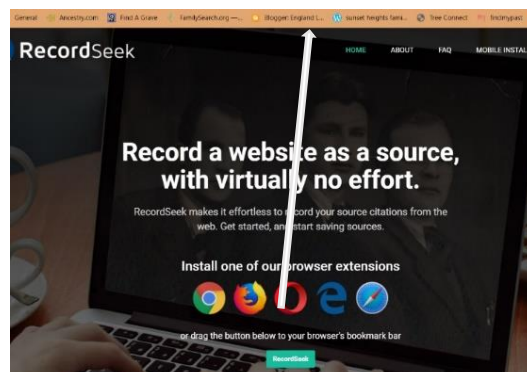 General Ancestry.com Find A Grave FamilySearch.org —... Blogger: England L... sunset heights fami... Tree Connect findmypast
RecordSeek HOME ABOUT FAQ MOBILE INSTAL
Record a website as a source,
with virtually no effort.
RecordSeek makes it effortless to record your source citations from the
web. Get started, and start saving sources.
Install one of our browser extensions
or drag the button below to your browser's bookmark bar
RecordSeek